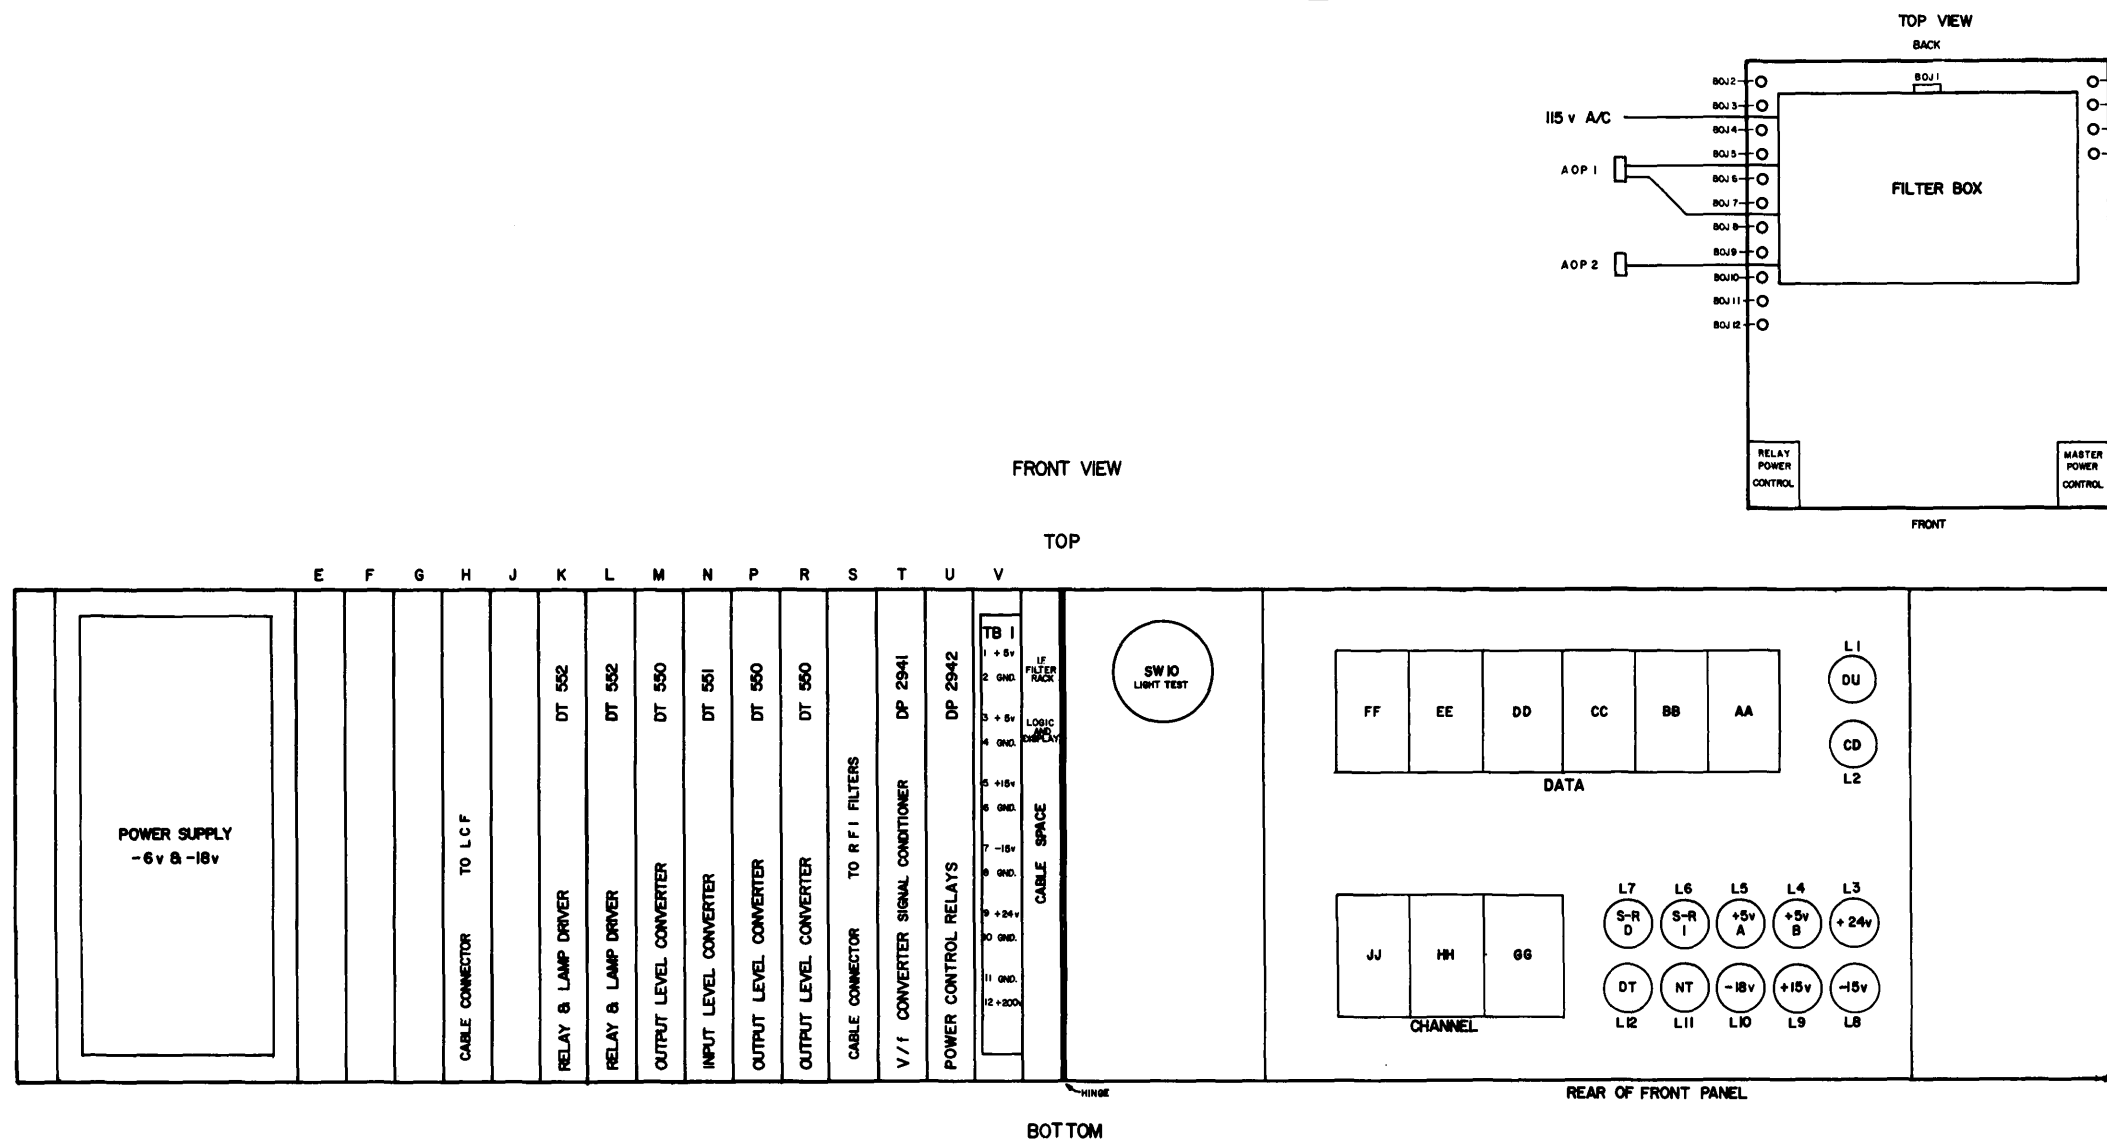 TOP VIEW
BACK
BOJ 1
BOJ 2
BOJ 3
115 v A/C
BOJ 4
BOJ 5
AOP 1
BOJ 6
FILTER BOX
BOJ 7
BOJ 8
BOJ 9
AOP 2
BOJ 10
BOJ 11
BOJ 12
RELAY
POWER
CONTROL
MASTER
POWER
CONTROL
FRONT
FRONT VIEW
TOP
E F G H J K L M N P R S T U V
POWER SUPPLY
-6v & -18v
CABLE CONNECTOR TO LCF
RELAY & LAMP DRIVER DT 552
RELAY & LAMP DRIVER DT 552
OUTPUT LEVEL CONVERTER DT 550
INPUT LEVEL CONVERTER DT 551
OUTPUT LEVEL CONVERTER DT 550
OUTPUT LEVEL CONVERTER DT 550
CABLE CONNECTOR TO RFI FILTERS
V/f CONVERTER SIGNAL CONDITIONER DP 2941
POWER CONTROL RELAYS DP 2942
TB 1
1 +5v
2 GND.
3 +5v
4 GND.
5 +15v
6 GND.
7 -15v
8 GND.
9 +24v
10 GND.
11 GND.
12 +200v
I.F.
FILTER
RACK
LOGIC
AND
DISPLAY
CABLE SPACE
HINGE
SW 10
LIGHT TEST
FF EE DD CC BB AA
DATA
L1
DU
CD
L2
JJ HH GG
CHANNEL
L7 L6 L5 L4 L3
S-R D
S-R I
+5v A
+5v B
+24v
DT NT -18v +15v -15v
L12 L11 L10 L9 L8
REAR OF FRONT PANEL
BOTTOM